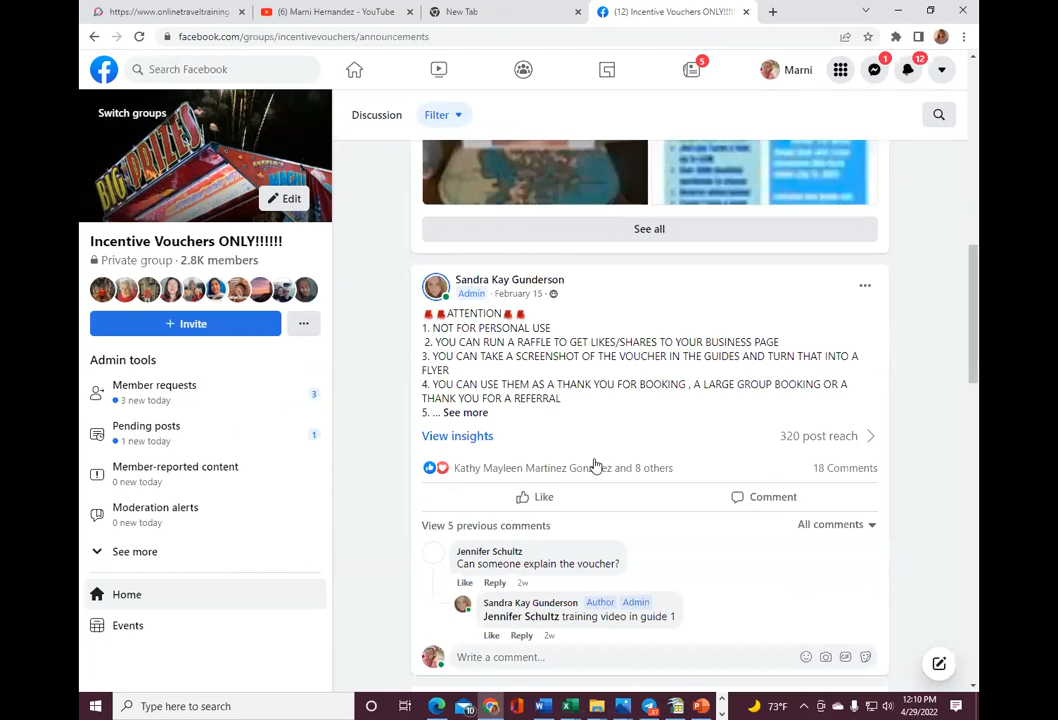 https://www.onlinetraveltraining
(6) Marni Hernandez - YouTube
New Tab
(12) Incentive Vouchers ONLY!!!!!
facebook.com/groups/incentivevouchers/announcements
Search Facebook
5
Marni
1
12
Switch groups
BIG PRIZES
Edit
Discussion
Filter
See all
Incentive Vouchers ONLY!!!!!!
Private group · 2.8K members
+ Invite
Admin tools
Member requests
3 new today
3
Pending posts
1 new today
1
Member-reported content
0 new today
Moderation alerts
0 new today
See more
Home
Events
Sandra Kay Gunderson
Admin · February 15 ·
ATTENTION
1. NOT FOR PERSONAL USE
2. YOU CAN RUN A RAFFLE TO GET LIKES/SHARES TO YOUR BUSINESS PAGE
3. YOU CAN TAKE A SCREENSHOT OF THE VOUCHER IN THE GUIDES AND TURN THAT INTO A
FLYER
4. YOU CAN USE THEM AS A THANK YOU FOR BOOKING , A LARGE GROUP BOOKING OR A
THANK YOU FOR A REFERRAL
5. ... See more
View insights
320 post reach
Kathy Mayleen Martinez Gonzalez and 8 others
18 Comments
Like
Comment
View 5 previous comments
All comments
Jennifer Schultz
Can someone explain the voucher?
Like Reply 2w
Sandra Kay Gunderson Author Admin
Jennifer Schultz training video in guide 1
Like Reply 2w
Write a comment...
GIF
Type here to search
73°F
12:10 PM
4/29/2022